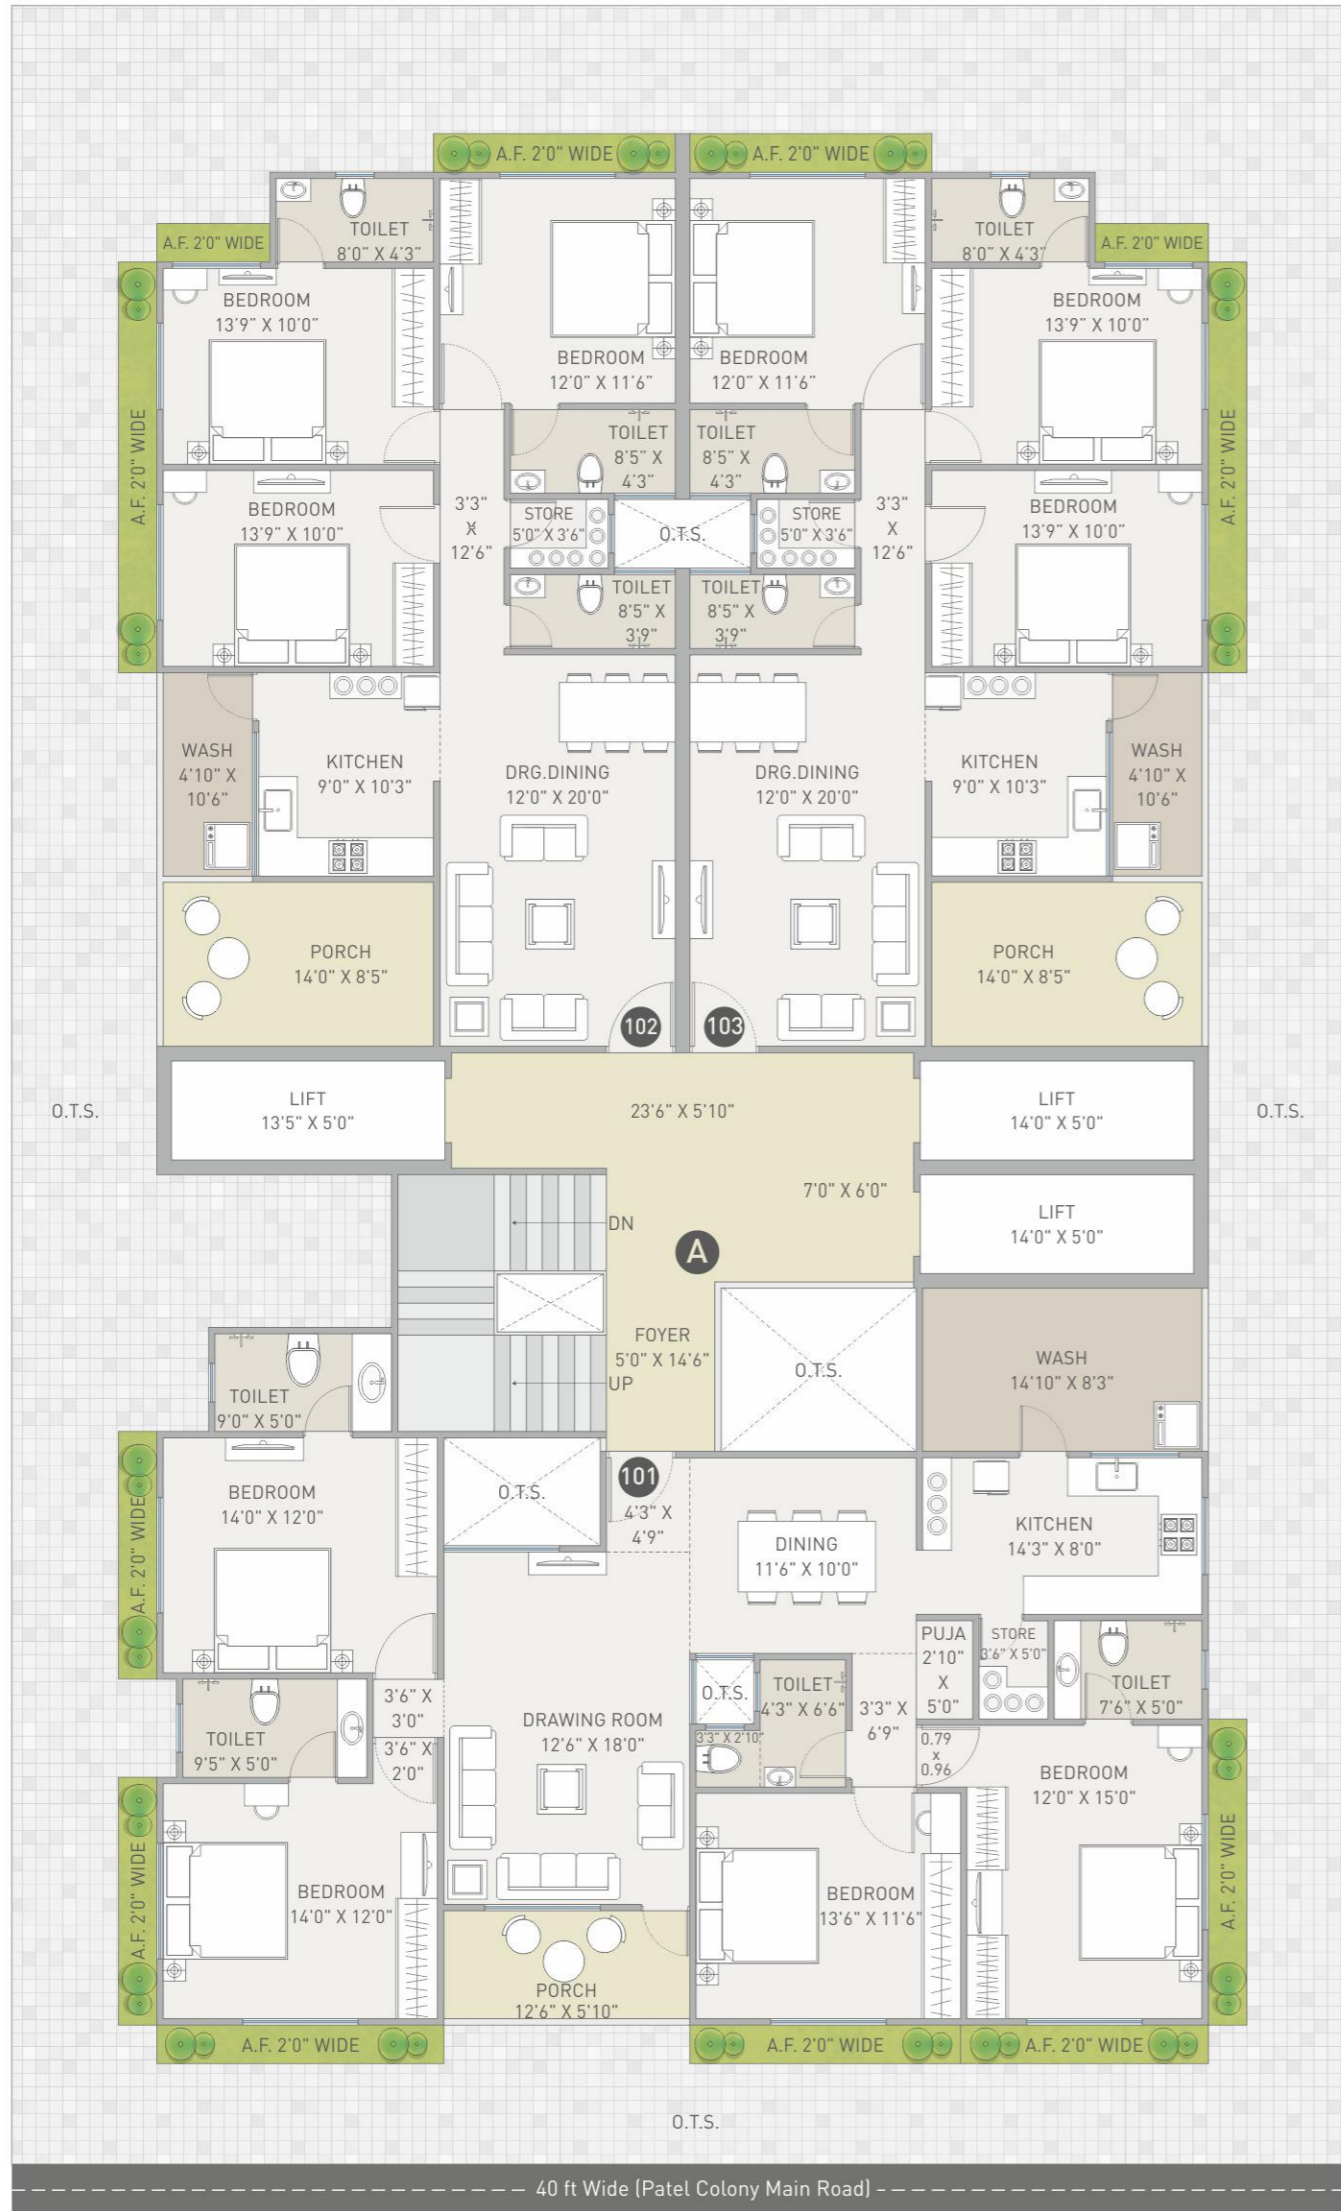 A.F. 2'0" WIDE
A.F. 2'0" WIDE
TOILET
8'0" X 4'3"
TOILET
8'0" X 4'3"
A.F. 2'0" WIDE
A.F. 2'0" WIDE
BEDROOM
13'9" X 10'0"
BEDROOM
12'0" X 11'6"
BEDROOM
12'0" X 11'6"
BEDROOM
13'9" X 10'0"
A.F. 2'0" WIDE
A.F. 2'0" WIDE
TOILET
8'5" X
4'3"
TOILET
8'5" X
4'3"
BEDROOM
13'9" X 10'0"
3'3"
X
12'6"
STORE
5'0" X 3'6"
O.T.S.
STORE
5'0" X 3'6"
3'3"
X
12'6"
BEDROOM
13'9" X 10'0"
TOILET
8'5" X
3'9"
TOILET
8'5" X
3'9"
WASH
4'10" X
10'6"
KITCHEN
9'0" X 10'3"
DRG.DINING
12'0" X 20'0"
DRG.DINING
12'0" X 20'0"
KITCHEN
9'0" X 10'3"
WASH
4'10" X
10'6"
PORCH
14'0" X 8'5"
PORCH
14'0" X 8'5"
102
103
O.T.S.
LIFT
13'5" X 5'0"
23'6" X 5'10"
LIFT
14'0" X 5'0"
O.T.S.
7'0" X 6'0"
LIFT
14'0" X 5'0"
DN
A
FOYER
5'0" X 14'6"
UP
O.T.S.
WASH
14'10" X 8'3"
TOILET
9'0" X 5'0"
A.F. 2'0" WIDE
BEDROOM
14'0" X 12'0"
O.T.S.
101
4'3" X
4'9"
DINING
11'6" X 10'0"
KITCHEN
14'3" X 8'0"
PUJA
2'10"
X
5'0"
STORE
3'6" X 5'0"
TOILET
7'6" X 5'0"
3'6" X
3'0"
O.T.S.
TOILET
4'3" X 6'6"
3'3" X
6'9"
TOILET
9'5" X 5'0"
3'6" X
2'0"
DRAWING ROOM
12'6" X 18'0"
3'3" X 2'10"
0.79
x
0.96
BEDROOM
12'0" X 15'0"
A.F. 2'0" WIDE
BEDROOM
14'0" X 12'0"
BEDROOM
13'6" X 11'6"
A.F. 2'0" WIDE
PORCH
12'6" X 5'10"
A.F. 2'0" WIDE
A.F. 2'0" WIDE
A.F. 2'0" WIDE
O.T.S.
40 ft Wide (Patel Colony Main Road)